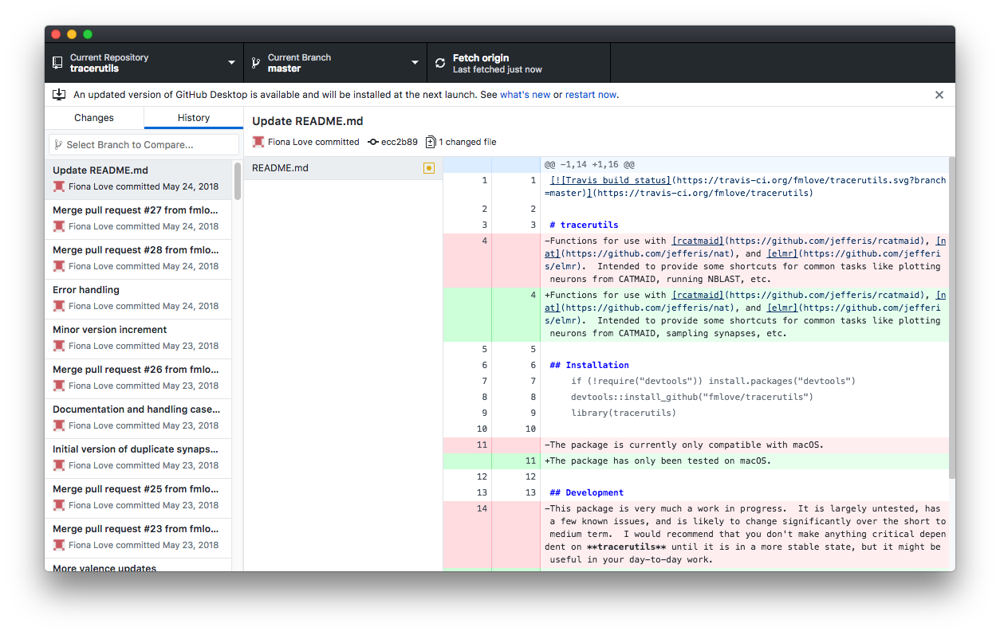 Current Repository
tracerutils
Current Branch
master
Fetch origin
Last fetched just now
An updated version of GitHub Desktop is available and will be installed at the next launch. See what's new or restart now.
Changes
History
Select Branch to Compare...
Update README.md
Fiona Love committed May 24, 2018
Merge pull request #27 from fmlo...
Fiona Love committed May 24, 2018
Merge pull request #28 from fmlo...
Fiona Love committed May 24, 2018
Error handling
Fiona Love committed May 24, 2018
Minor version increment
Fiona Love committed May 23, 2018
Merge pull request #26 from fmlo...
Fiona Love committed May 23, 2018
Documentation and handling case...
Fiona Love committed May 23, 2018
Initial version of duplicate synaps...
Fiona Love committed May 23, 2018
Merge pull request #25 from fmlo...
Fiona Love committed May 23, 2018
Merge pull request #23 from fmlo...
Fiona Love committed May 23, 2018
More valence updates
Update README.md
Fiona Love committed ecc2b89 1 changed file
README.md
@@ -1,14 +1,16 @@
1 1 [![Travis build status](https://travis-ci.org/fmlove/tracerutils.svg?branch
=master)](https://travis-ci.org/fmlove/tracerutils)
2 2
3 3 # tracerutils
4 -Functions for use with [rcatmaid](https://github.com/jefferis/rcatmaid), [n
at](https://github.com/jefferis/nat), and [elmr](https://github.com/jefferi
s/elmr).  Intended to provide some shortcuts for common tasks like plotting
neurons from CATMAID, running NBLAST, etc.
4 +Functions for use with [rcatmaid](https://github.com/jefferis/rcatmaid), [n
at](https://github.com/jefferis/nat), and [elmr](https://github.com/jefferi
s/elmr).  Intended to provide some shortcuts for common tasks like plotting
neurons from CATMAID, sampling synapses, etc.
5 5
6 6 ## Installation
7 7 if (!require("devtools")) install.packages("devtools")
8 8 devtools::install_github("fmlove/tracerutils")
9 9 library(tracerutils)
10 10
11 -The package is currently only compatible with macOS.
11 +The package has only been tested on macOS.
12 12
13 13 ## Development
14 -This package is very much a work in progress.  It is largely untested, has
a few known issues, and is likely to change significantly over the short to
medium term.  I would recommend that you don't make anything critical depen
dent on **tracerutils** until it is in a more stable state, but it might be
useful in your day-to-day work.